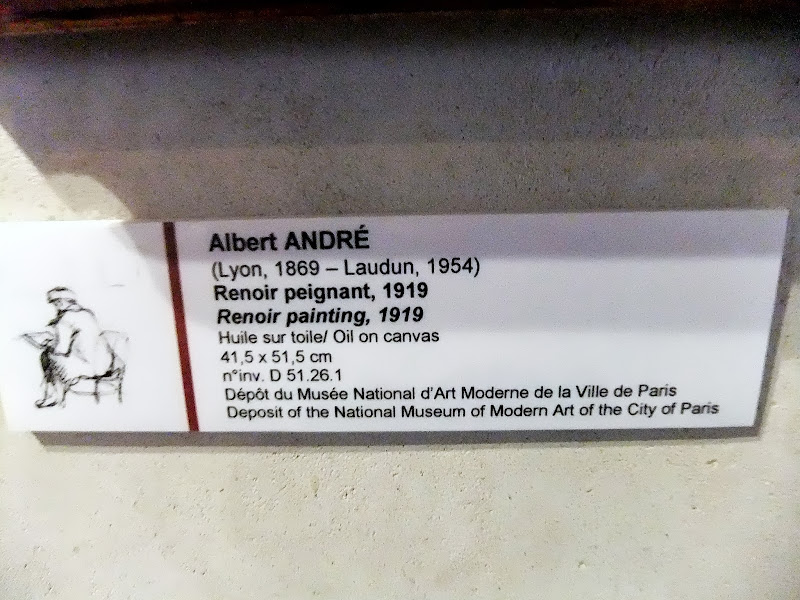 Albert ANDRÉ
(Lyon, 1869 – Laudun, 1954)
Renoir peignant, 1919
Renoir painting, 1919
Huile sur toile/ Oil on canvas
41,5 x 51,5 cm
n°inv. D 51.26.1
Dépôt du Musée National d'Art Moderne de la Ville de Paris
Deposit of the National Museum of Modern Art of the City of Paris